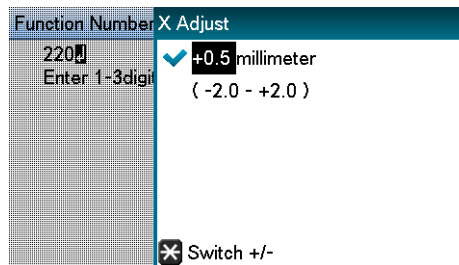 Function Number
220
Enter 1-3digi
X Adjust
+0.5 millimeter
( -2.0 - +2.0 )
Switch +/-